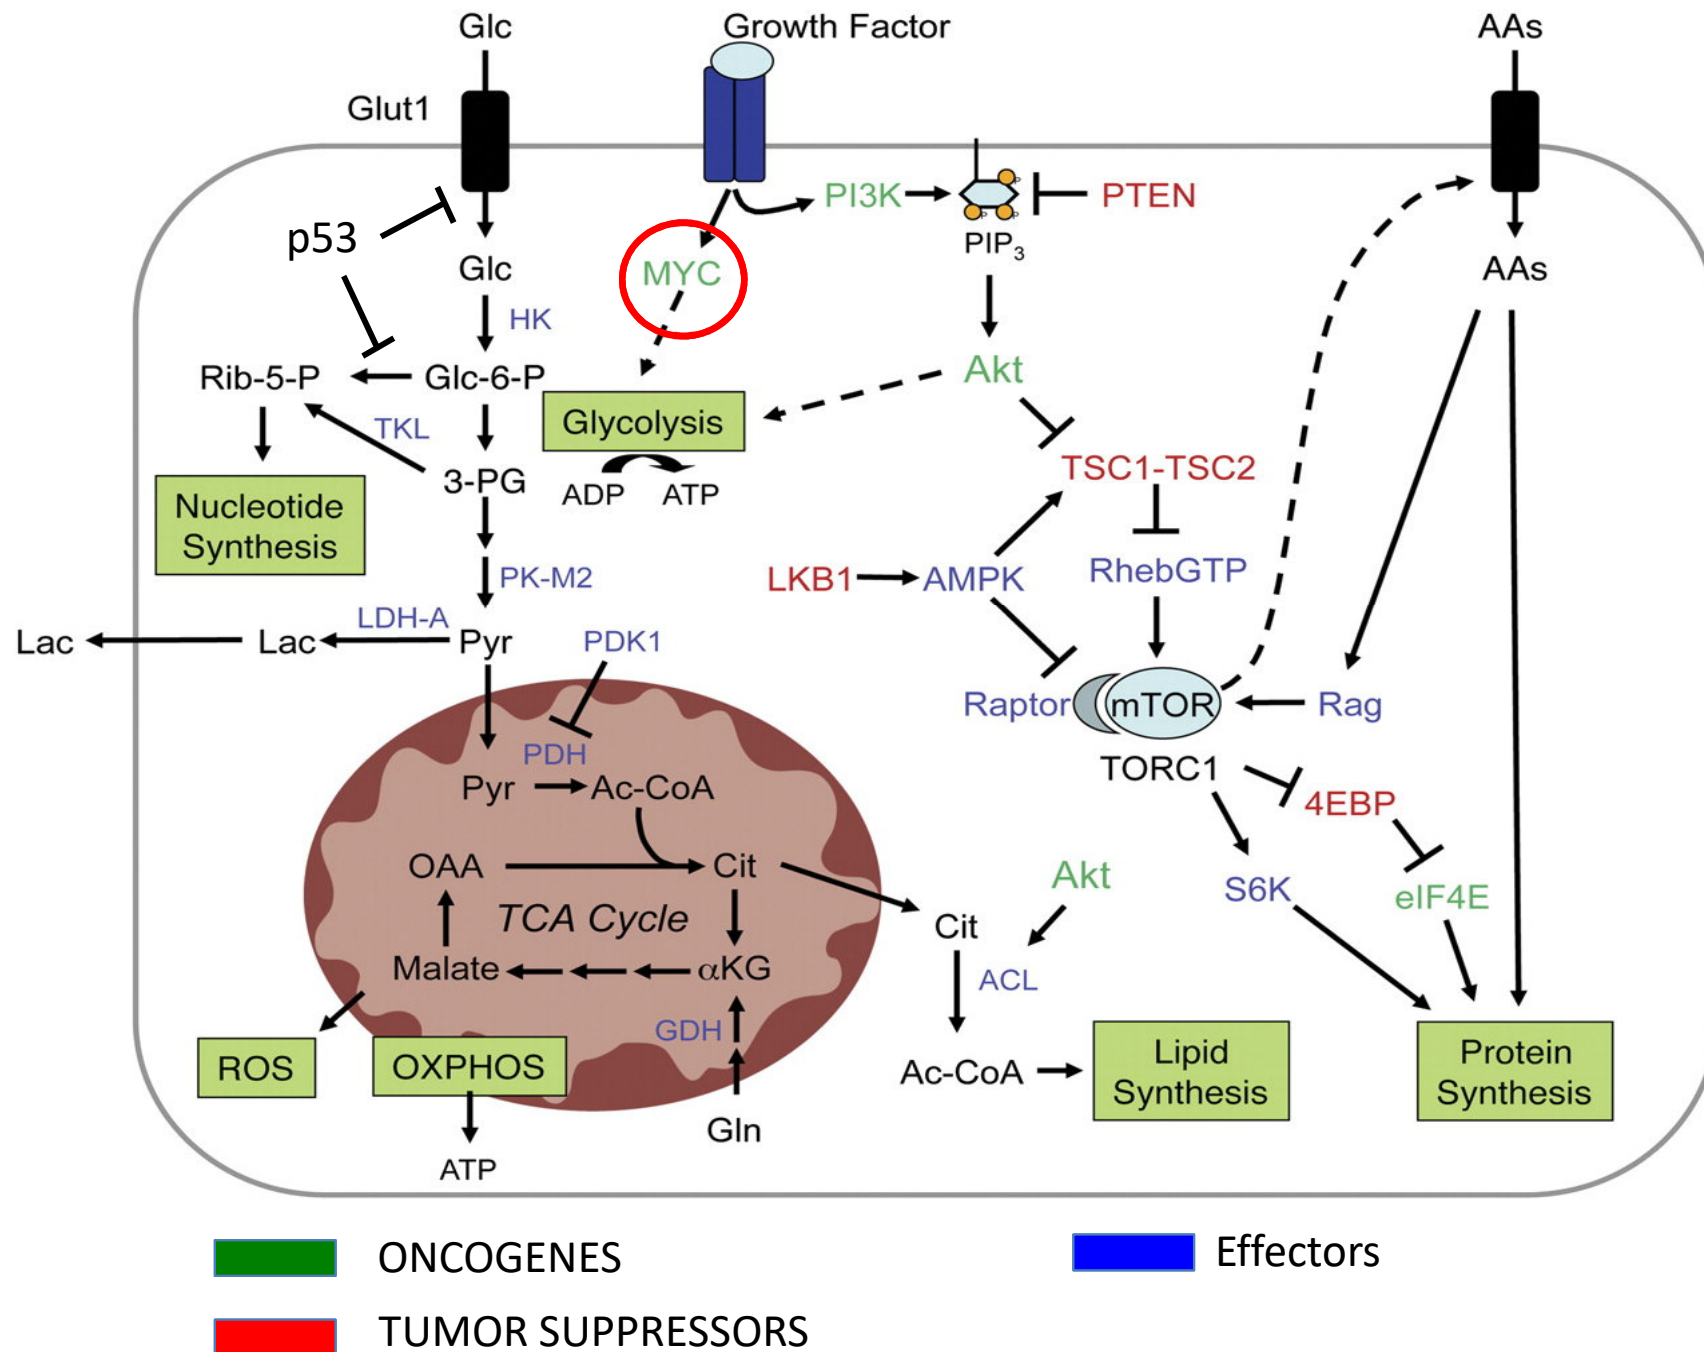 Glc
Growth Factor
AAs
Glut1
PI3K
P
P
P
PTEN
p53
PIP3
Glc
MYC
AAs
HK
Rib-5-P
Glc-6-P
Akt
Glycolysis
TKL
TSC1-TSC2
3-PG
ADP
ATP
Nucleotide
Synthesis
PK-M2
LKB1
AMPK
RhebGTP
LDH-A
Lac
Lac
Pyr
PDK1
Raptor
mTOR
Rag
PDH
TORC1
Pyr
Ac-CoA
4EBP
OAA
Cit
Akt
S6K
eIF4E
TCA Cycle
Cit
Malate
αKG
ACL
GDH
ROS
OXPHOS
Ac-CoA
Lipid
Synthesis
Protein
Synthesis
Gln
ATP
ONCOGENES
Effectors
TUMOR SUPPRESSORS